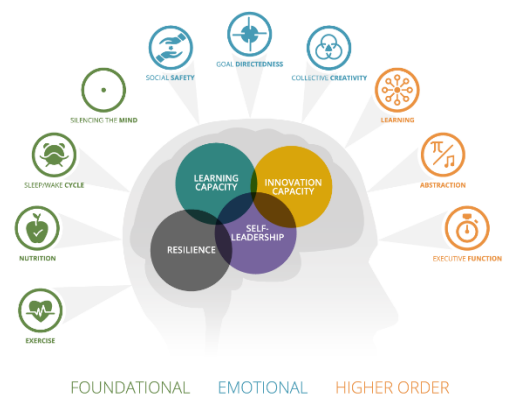 GOAL DIRECTEDNESS
SOCIAL SAFETY
COLLECTIVE CREATIVITY
SILENCING THE MIND
LEARNING
SLEEP/WAKE CYCLE
ABSTRACTION
π
NUTRITION
EXECUTIVE FUNCTION
EXERCISE
LEARNING
CAPACITY
INNOVATION
CAPACITY
SELF-
LEADERSHIP
RESILIENCE
FOUNDATIONAL EMOTIONAL HIGHER ORDER